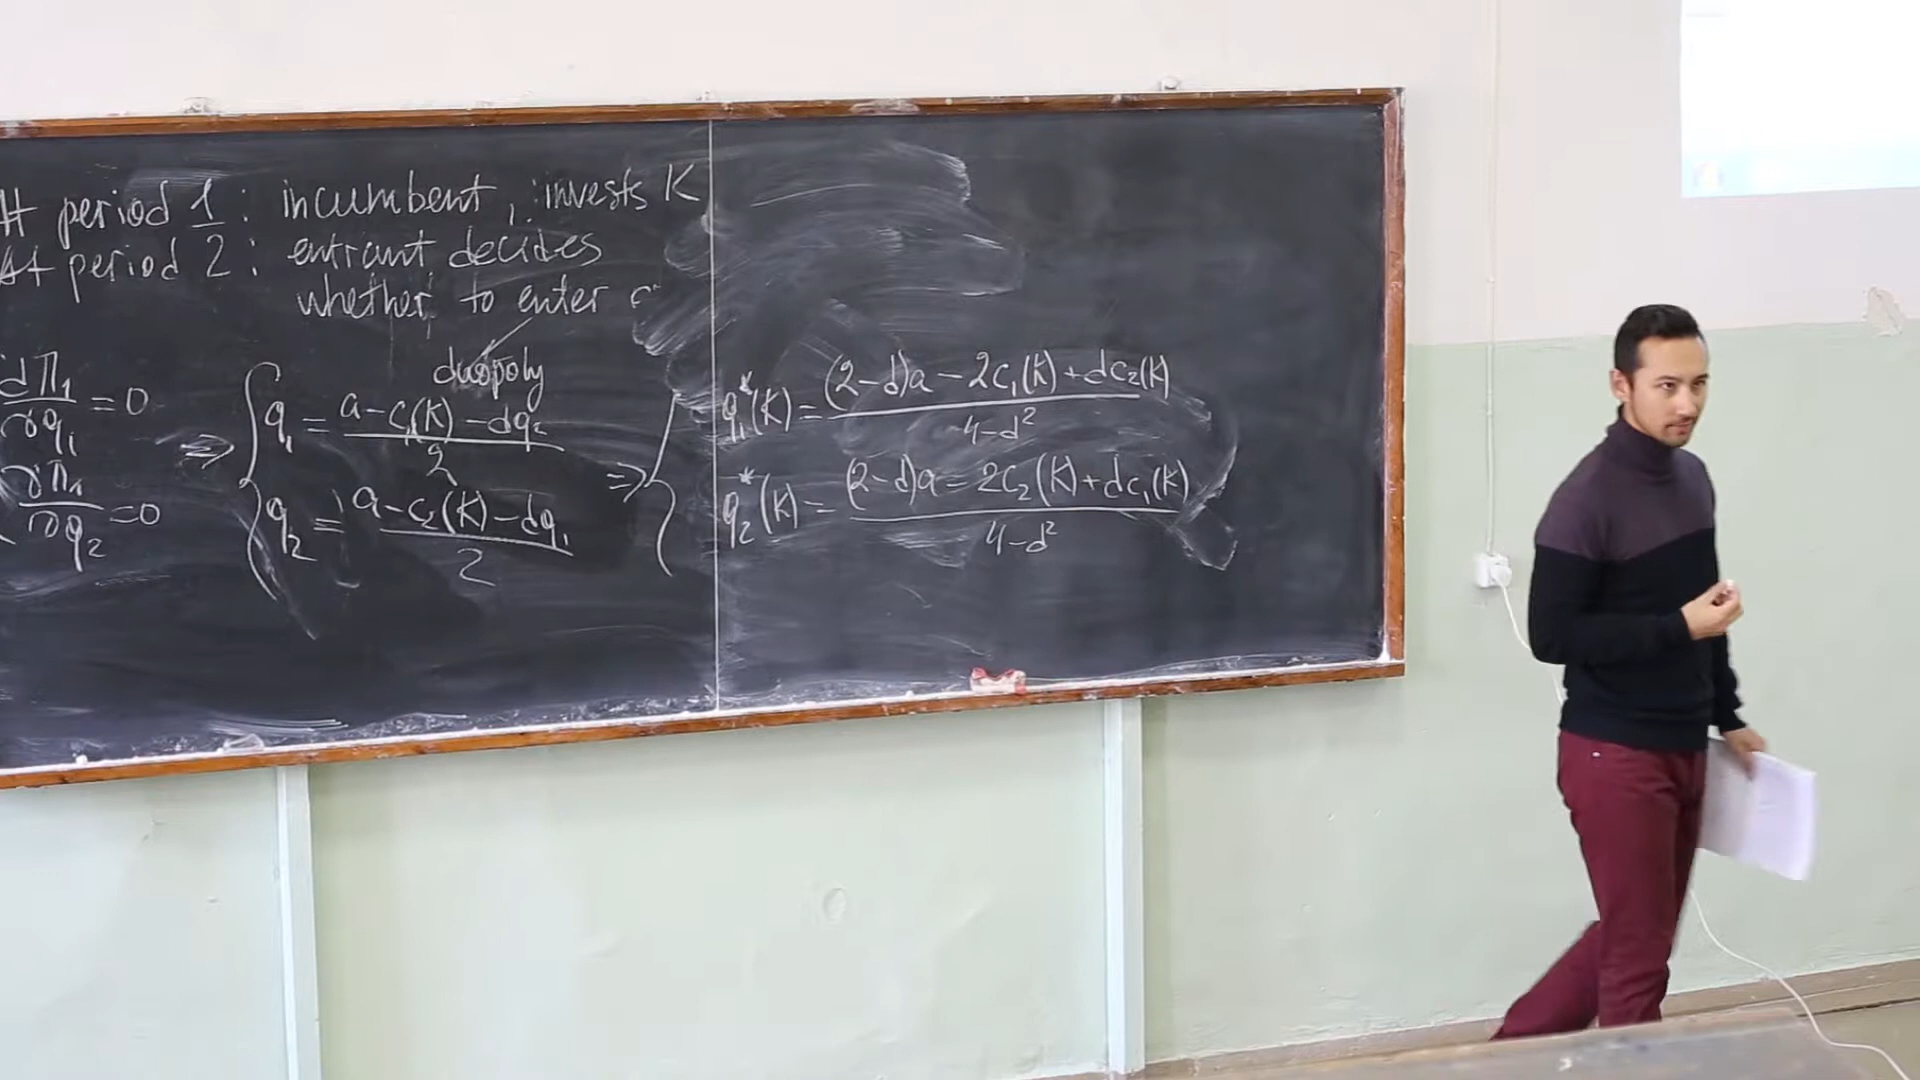 At period 1 : incumbent, invests K
At period 2 : entrant decides
whether to enter
duopoly
dπ₁/∂q₁ = 0
∂π₁/∂q₂ = 0
⇒ { q₁ = (a - c₁(K) - dq₂)/2
q₂ = (a - c₂(K) - dq₁)/2
⇒ { q₁*(K) = ((2-d)a - 2c₁(K) + dc₂(K))/(4-d²)
q₂*(K) = ((2-d)a = 2c₂(K) + dc₁(K))/(4-d²)